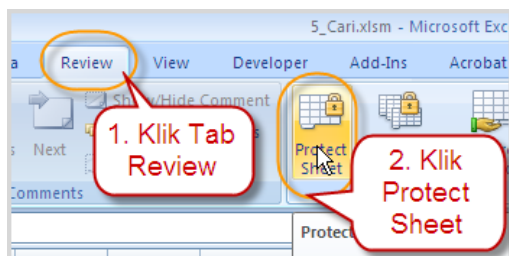 5_Cari.xlsm - Microsoft Exc
a Review View Developer Add-Ins Acrobat
Show/Hide Comment
1. Klik Tab
Review
Next
Protect
Sheet
2. Klik
Protect
Sheet
Comments
Protect